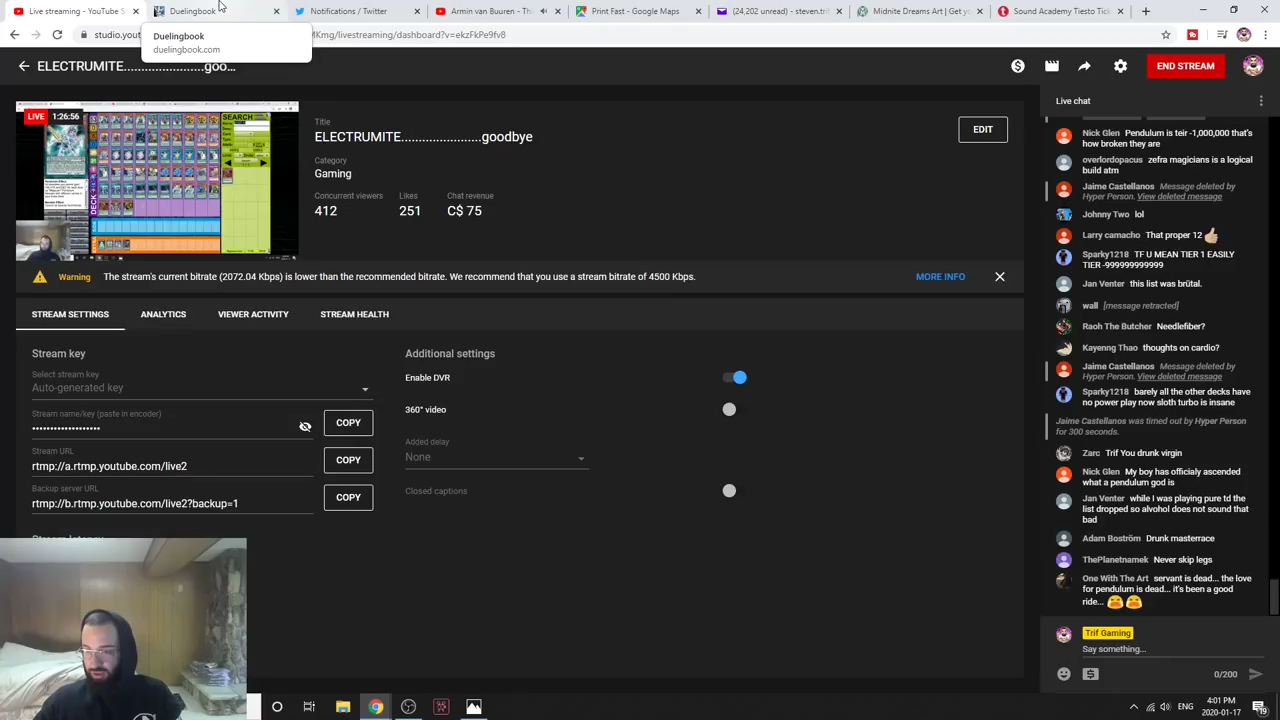 Live streaming - YouTube S
Duelingbook
Notifications / Twitter
Armin van Buuren - The
Print Fast - Google Maps
(24,202 unread) - steven.trif
Midnite Dreams Art | Get y
Sound Academy Tiesto Tick
studio.yout
MKmg/livestreaming/dashboard?v=ekzFkPe9fv8
Duelingbook
duelingbook.com
ELECTRUMITE.......................goo...
END STREAM
LIVE 1:26:56
SEARCH
DECK
Title
ELECTRUMITE.......................goodbye
EDIT
Category
Gaming
Concurrent viewers Likes Chat revenue
412 251 C$ 75
Warning The stream's current bitrate (2072.04 Kbps) is lower than the recommended bitrate. We recommend that you use a stream bitrate of 4500 Kbps. MORE INFO
STREAM SETTINGS ANALYTICS VIEWER ACTIVITY STREAM HEALTH
Stream key
Select stream key
Auto-generated key
Stream name/key (paste in encoder)
COPY
Stream URL
rtmp://a.rtmp.youtube.com/live2
COPY
Backup server URL
rtmp://b.rtmp.youtube.com/live2?backup=1
COPY
Stream latency
Additional settings
Enable DVR
360° video
Added delay
None
Closed captions
Live chat
Nick Glen Pendulum is teir -1,000,000 that's
how broken they are
overlordopaeus zefra magicians is a logical
build atm
Jaime Castellanos Message deleted by
Hyper Person. View deleted message
Johnny Two lol
Larry camacho That proper 12
Sparky1218 TF U MEAN TIER 1 EASILY
TIER -999999999999
Jan Venter this list was brütal.
wall [message retracted]
Raoh The Butcher Needlefiber?
Kayenng Thao thoughts on cardio?
Jaime Castellanos Message deleted by
Hyper Person. View deleted message
Sparky1218 barely all the other decks have
no power play now sloth turbo is insane
Jaime Castellanos was timed out by Hyper Person
for 300 seconds.
Zarc Trif You drunk virgin
Nick Glen My boy has officialy ascended
what a pendulum god is
Jan Venter while I was playing pure td the
list dropped so alcohol does not sound that
bad
Adam Boström Drunk masterrace
ThePlanetnamek Never skip legs
One With The Art servant is dead... the love
for pendulum is dead... it's been a good
ride...
Trif Gaming
Say something...
0/200
ENG
4:01 PM
2020-01-17
19